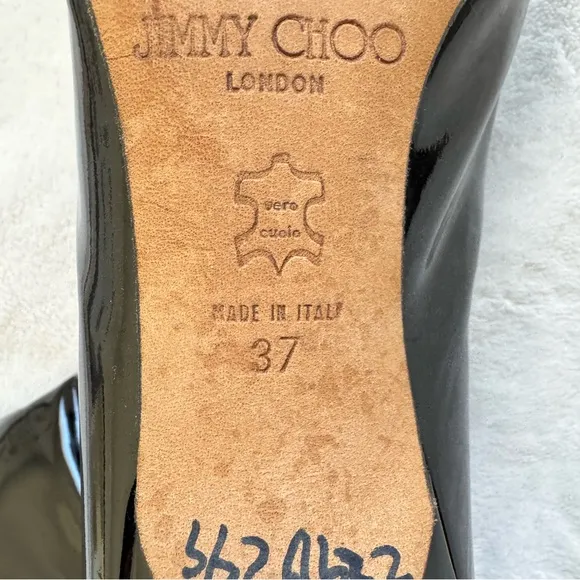 JIMMY CHOO
LONDON
vero
cuoio
MADE IN ITALY
37